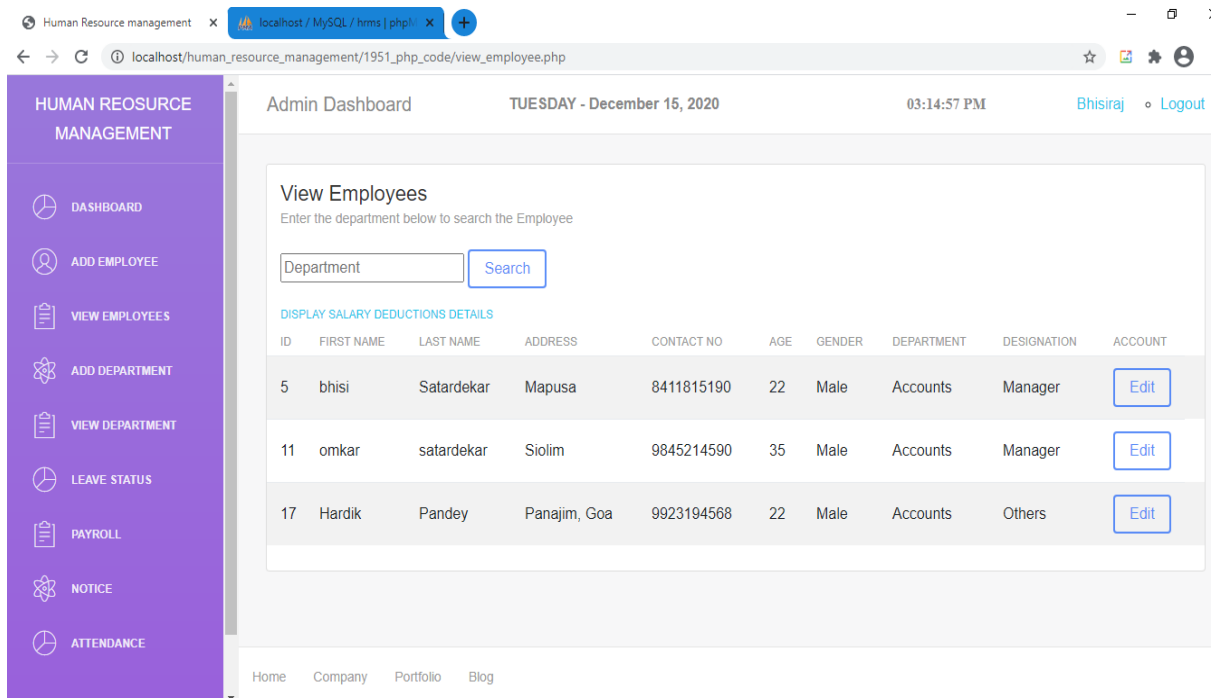 Human Resource management
localhost / MySQL / hrms | phpM
localhost/human_resource_management/1951_php_code/view_employee.php
HUMAN REOSURCE
MANAGEMENT
DASHBOARD
ADD EMPLOYEE
VIEW EMPLOYEES
ADD DEPARTMENT
VIEW DEPARTMENT
LEAVE STATUS
PAYROLL
NOTICE
ATTENDANCE
Admin Dashboard TUESDAY - December 15, 2020 03:14:57 PM Bhisiraj Logout
View Employees
Enter the department below to search the Employee
Department Search
DISPLAY SALARY DEDUCTIONS DETAILS
ID FIRST NAME LAST NAME ADDRESS CONTACT NO AGE GENDER DEPARTMENT DESIGNATION ACCOUNT
5 bhisi Satardekar Mapusa 8411815190 22 Male Accounts Manager Edit
11 omkar satardekar Siolim 9845214590 35 Male Accounts Manager Edit
17 Hardik Pandey Panajim, Goa 9923194568 22 Male Accounts Others Edit
Home Company Portfolio Blog